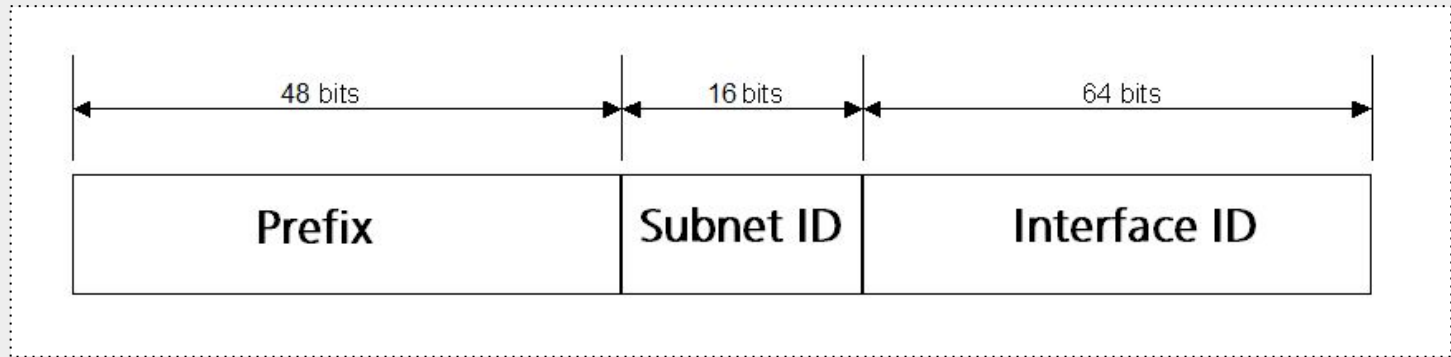 48 bits 16 bits 64 bits
Prefix Subnet ID Interface ID